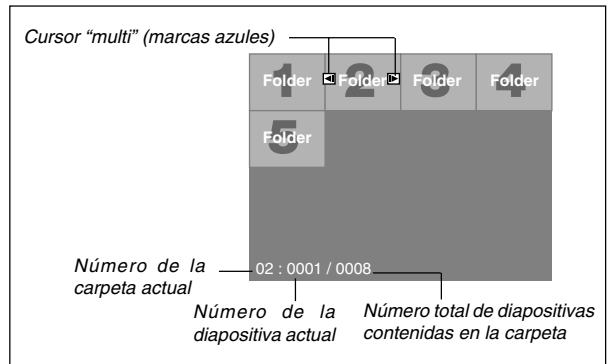 Cursor “multi” (marcas azules)
1 Folder 2 Folder 3 Folder 4 Folder
5 Folder
02 : 0001 / 0008
Número de la
carpeta actual
Número de la
diapositiva actual
Número total de diapositivas
contenidas en la carpeta